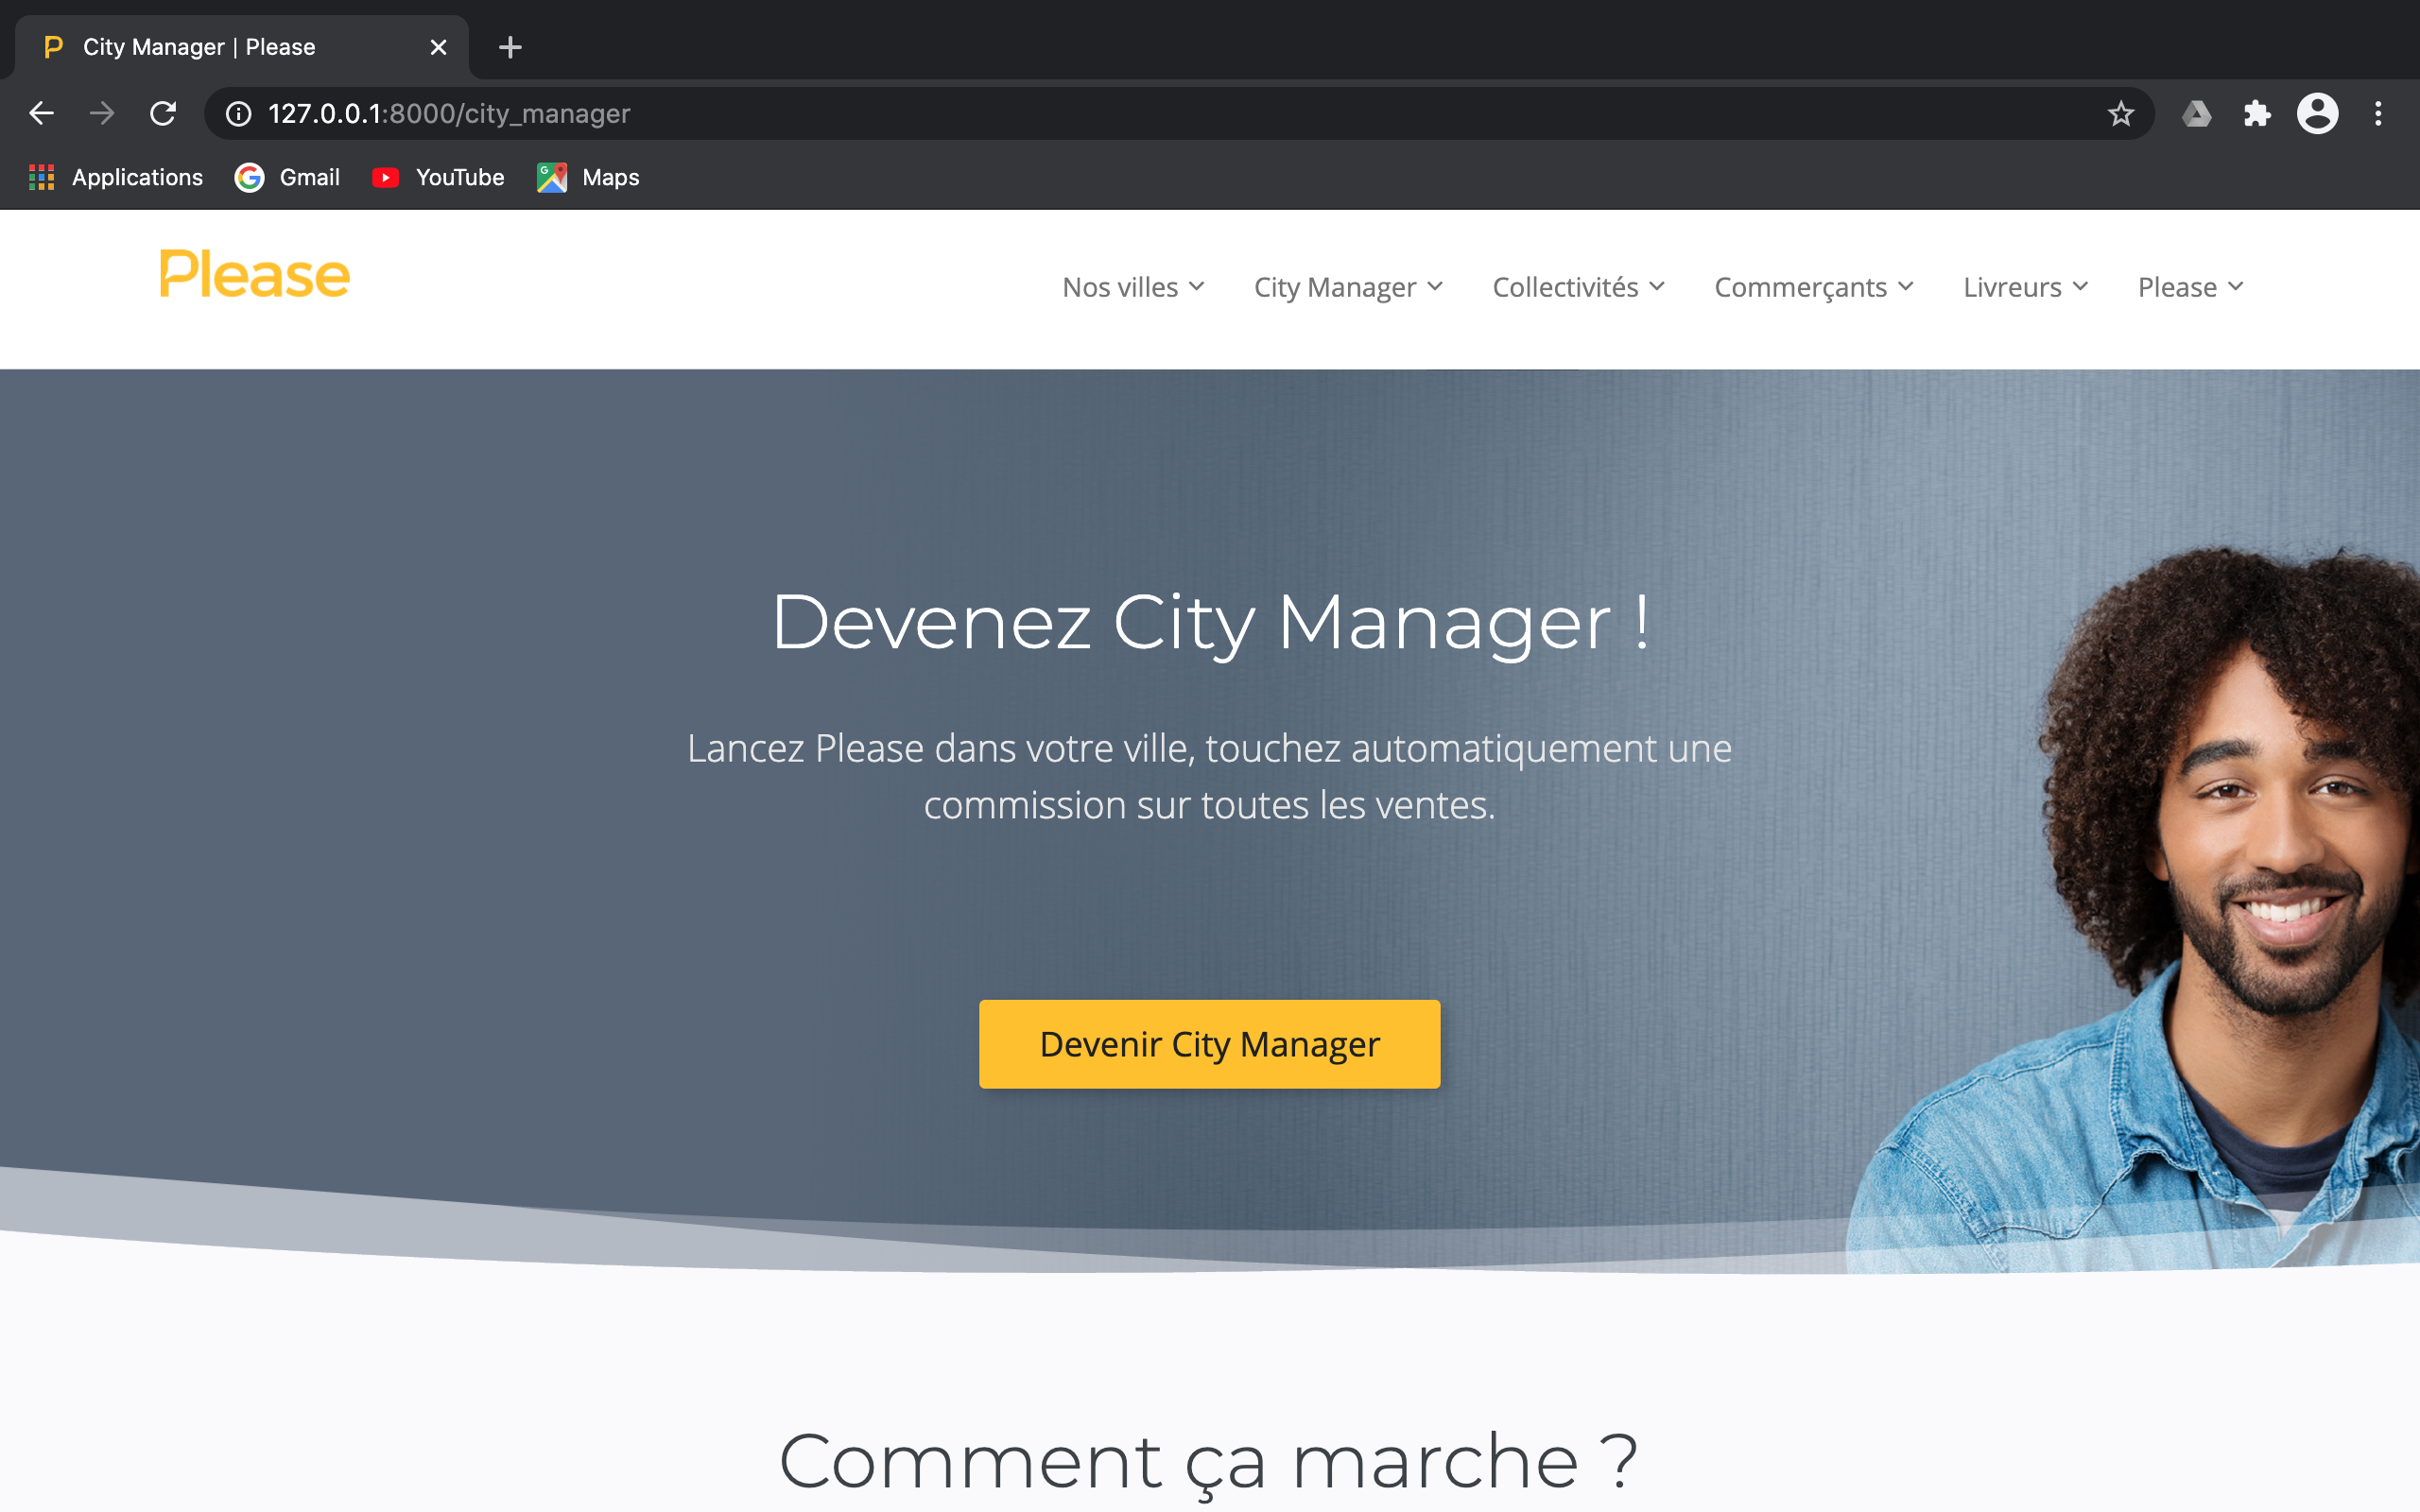 City Manager | Please
127.0.0.1:8000/city_manager
Applications Gmail YouTube Maps
Please
Nos villes City Manager Collectivités Commerçants Livreurs Please
Devenez City Manager !
Lancez Please dans votre ville, touchez automatiquement une
commission sur toutes les ventes.
Devenir City Manager
Comment ça marche ?